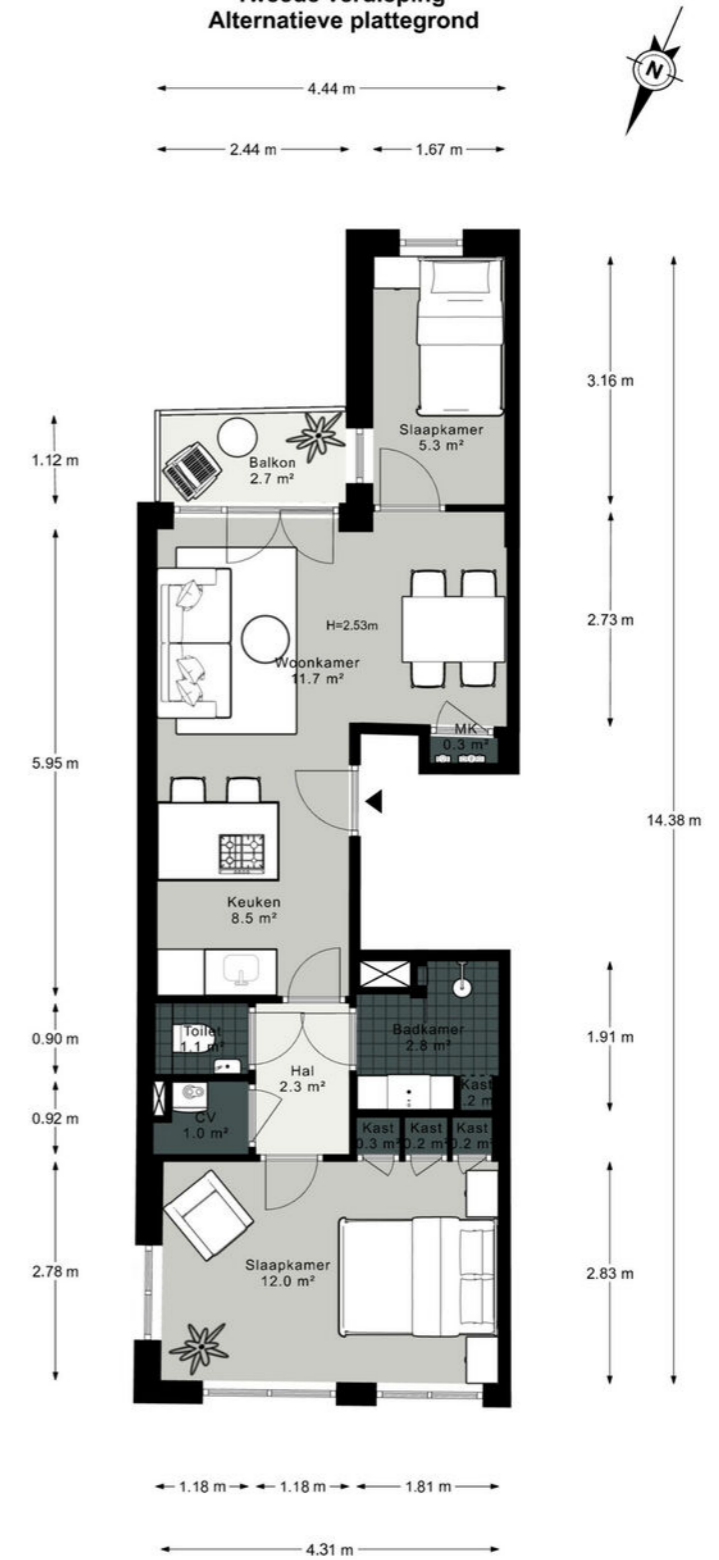 Tweede verdieping
Alternatieve plattegrond
N
4.44 m
2.44 m
1.67 m
3.16 m
Slaapkamer
5.3 m²
1.12 m
Balkon
2.7 m²
2.73 m
H=2.53m
Woonkamer
11.7 m²
MK
0.3 m²
5.95 m
14.38 m
Keuken
8.5 m²
0.90 m
Toilet
1.1 m²
Badkamer
2.8 m²
1.91 m
Hal
2.3 m²
Kast
.2 m²
0.92 m
CV
1.0 m²
Kast
0.3 m²
Kast
0.2 m²
Kast
0.2 m²
2.78 m
Slaapkamer
12.0 m²
2.83 m
1.18 m
1.18 m
1.81 m
4.31 m